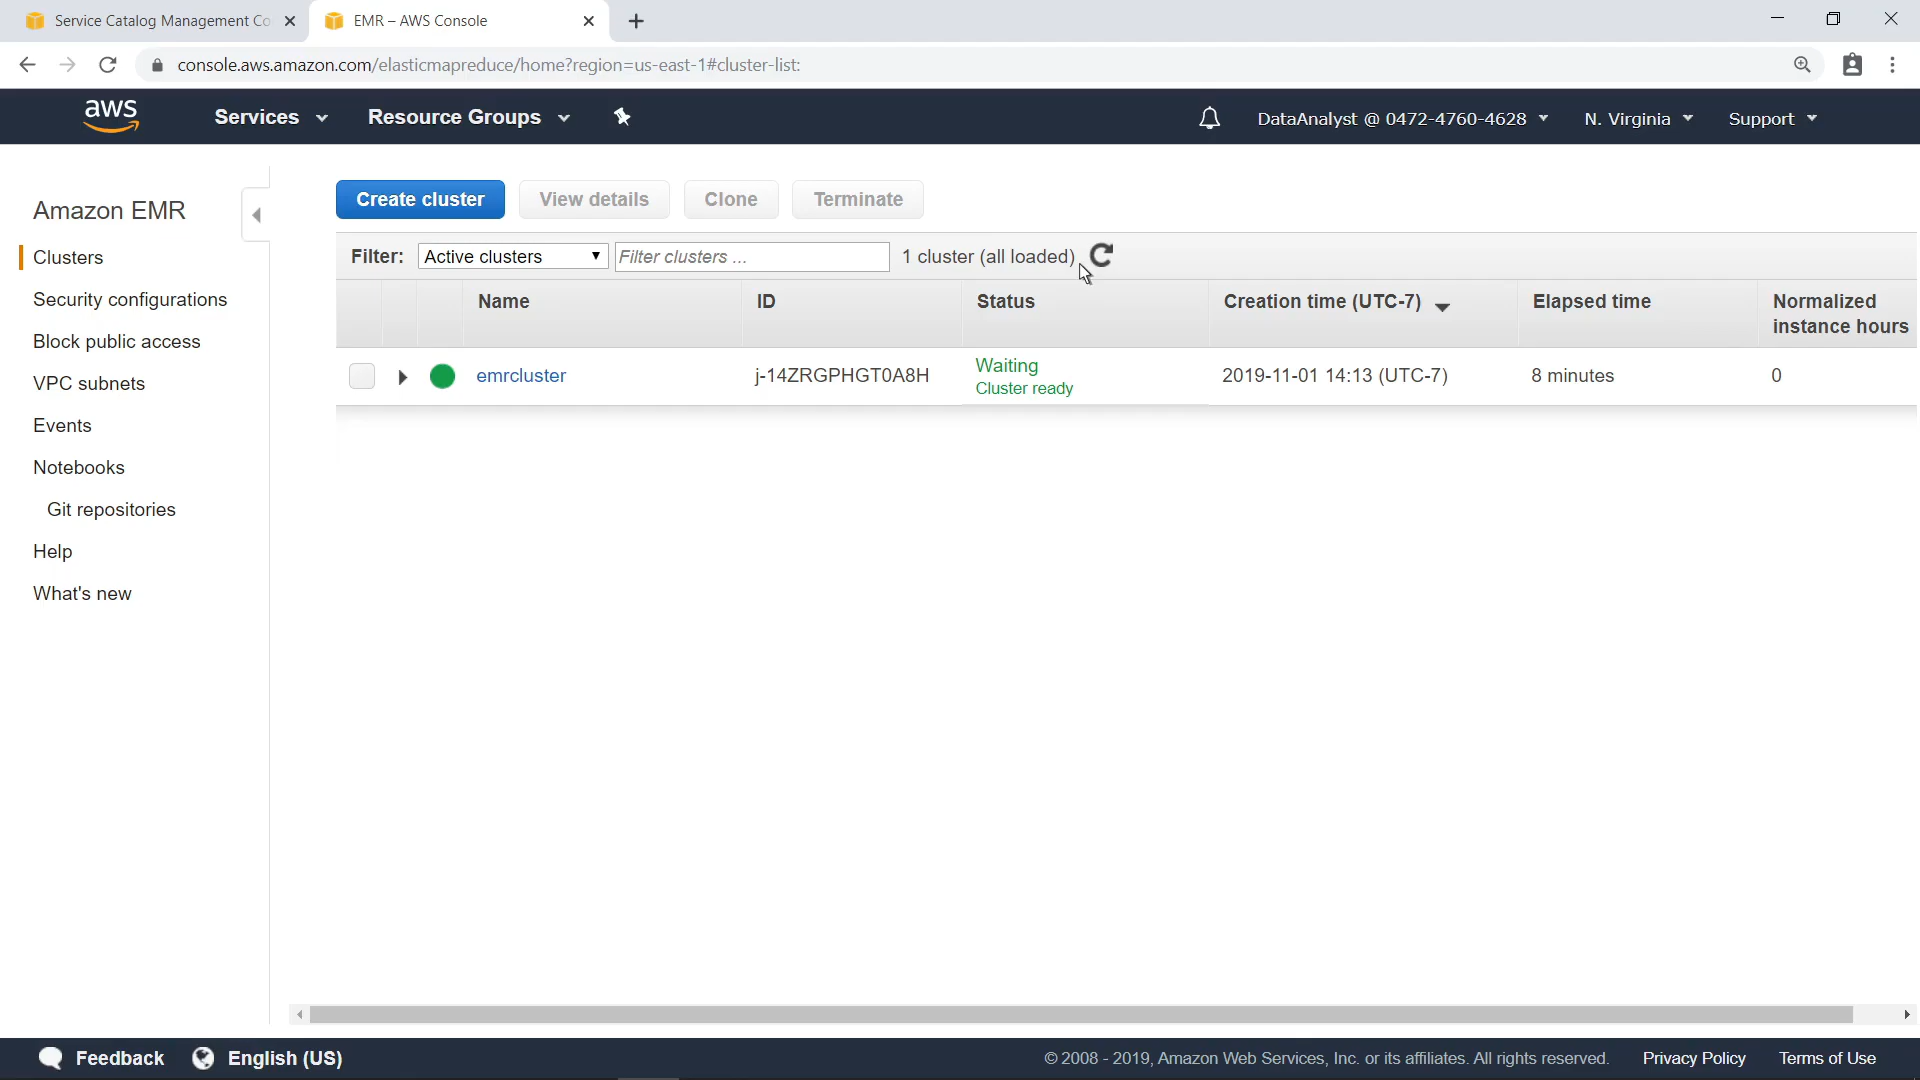 Service Catalog Management Co
EMR – AWS Console
console.aws.amazon.com/elasticmapreduce/home?region=us-east-1#cluster-list:
aws
Services
Resource Groups
DataAnalyst @ 0472-4760-4628
N. Virginia
Support
Amazon EMR
Clusters
Security configurations
Block public access
VPC subnets
Events
Notebooks
Git repositories
Help
What's new
Create cluster
View details
Clone
Terminate
Filter:
Active clusters
Filter clusters ...
1 cluster (all loaded)
Name
ID
Status
Creation time (UTC-7)
Elapsed time
Normalized
instance hours
emrcluster
j-14ZRGPHGT0A8H
Waiting
Cluster ready
2019-11-01 14:13 (UTC-7)
8 minutes
0
Feedback
English (US)
© 2008 - 2019, Amazon Web Services, Inc. or its affiliates. All rights reserved.
Privacy Policy
Terms of Use